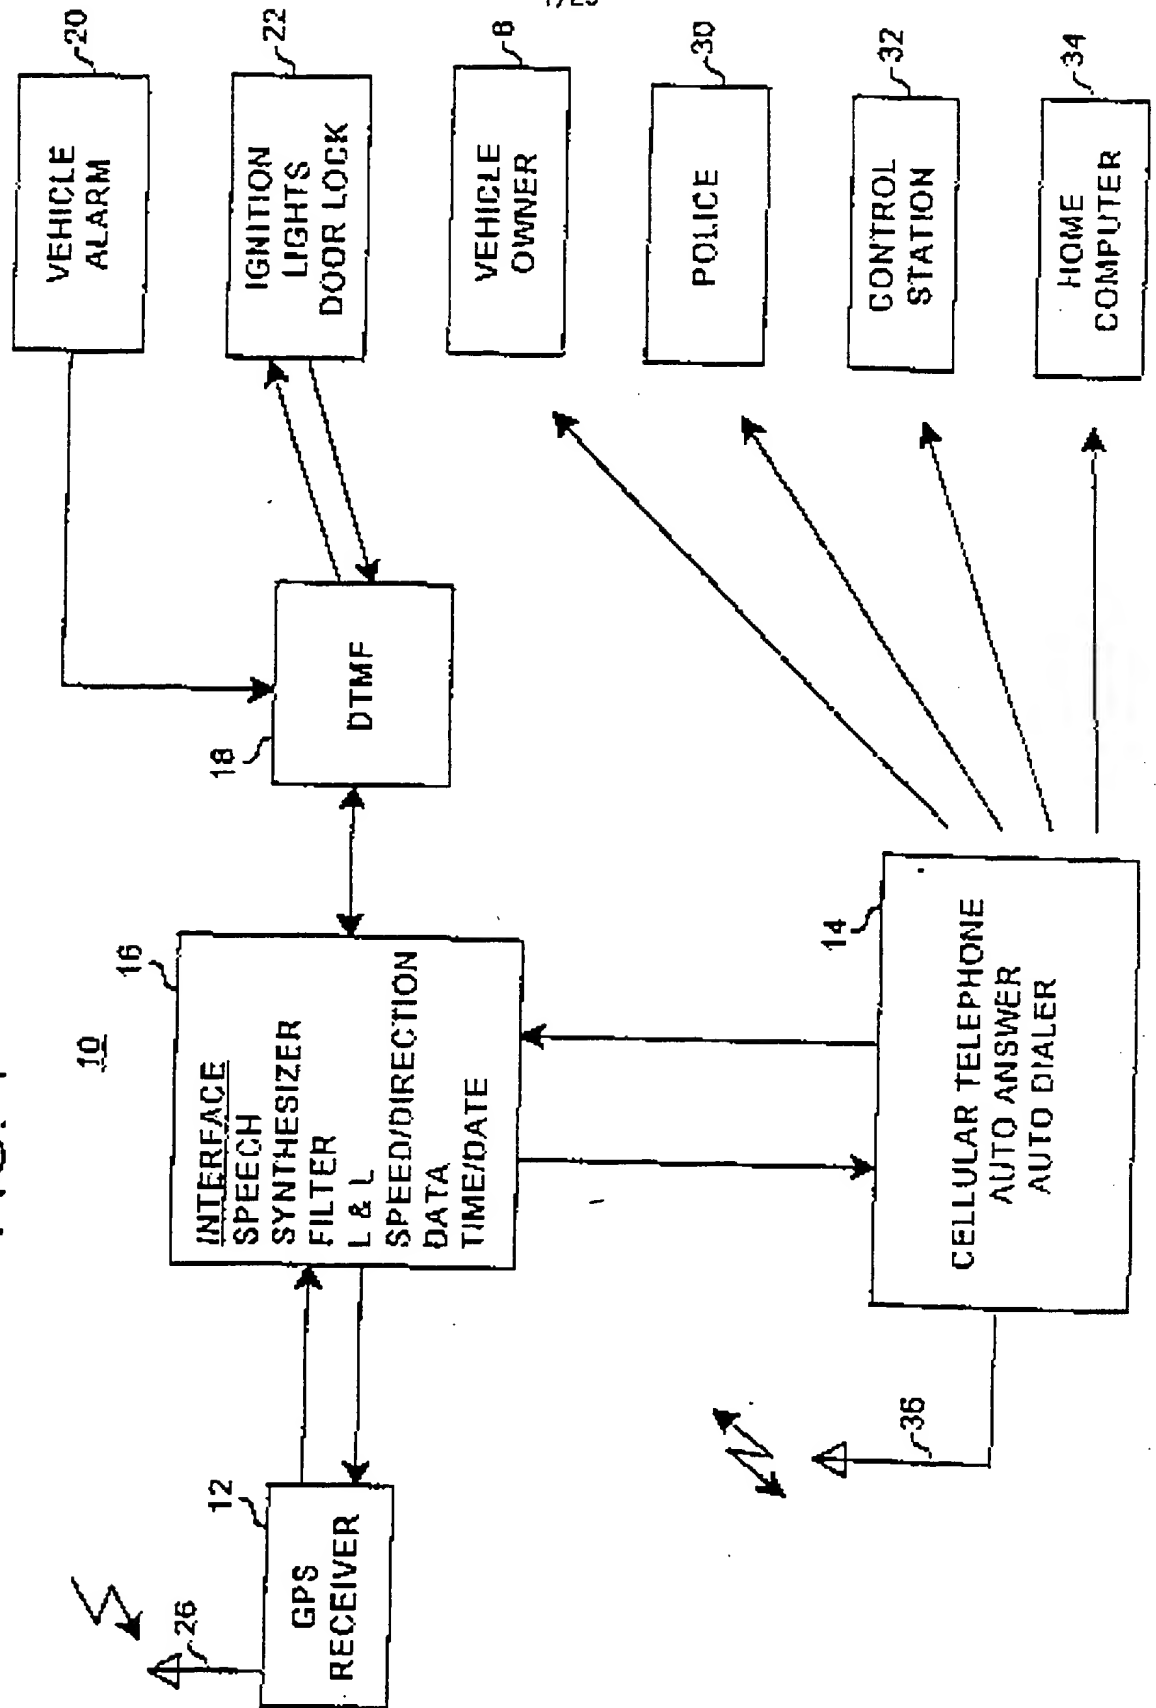 10
20
VEHICLE
ALARM
22
IGNITION
LIGHTS
DOOR LOCK
8
VEHICLE
OWNER
30
POLICE
32
CONTROL
STATION
34
HOME
COMPUTER
18
DTMF
16
INTERFACE
SPEECH
SYNTHESIZER
FILTER
L & L
SPEED/DIRECTION
DATA
TIME/DATE
14
CELLULAR TELEPHONE
AUTO ANSWER
AUTO DIALER
12
GPS
RECEIVER
26
36